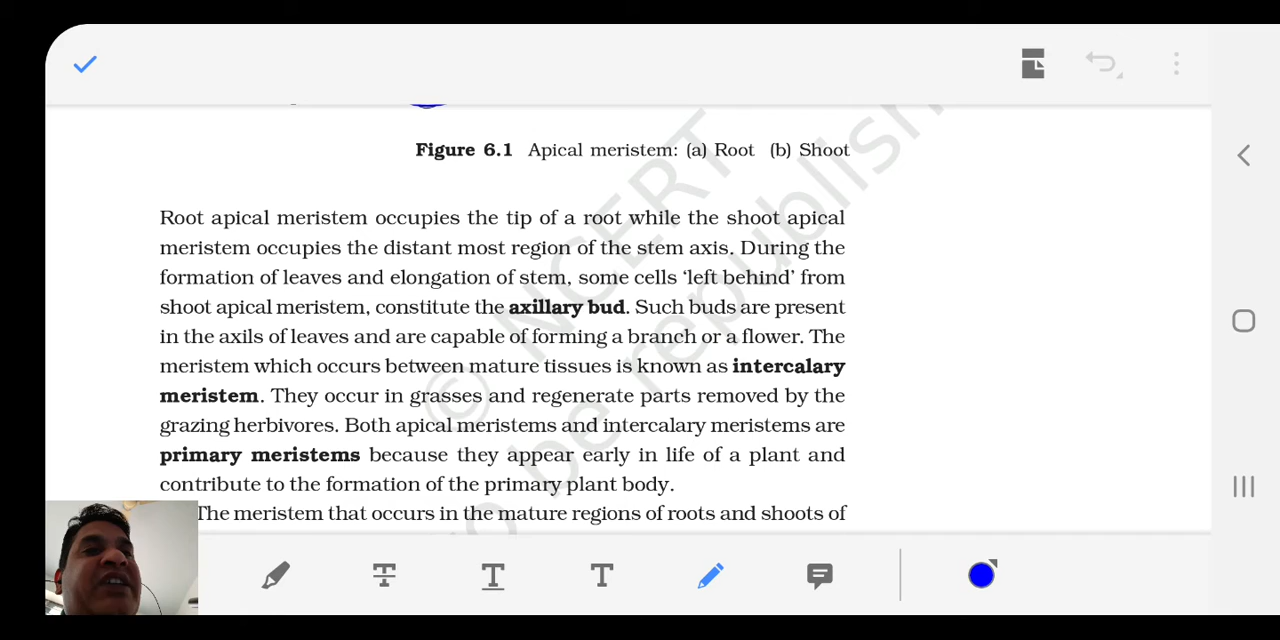 Figure 6.1 Apical meristem: (a) Root (b) Shoot
Root apical meristem occupies the tip of a root while the shoot apical
meristem occupies the distant most region of the stem axis. During the
formation of leaves and elongation of stem, some cells ‘left behind’ from
shoot apical meristem, constitute the axillary bud. Such buds are present
in the axils of leaves and are capable of forming a branch or a flower. The
meristem which occurs between mature tissues is known as intercalary
meristem. They occur in grasses and regenerate parts removed by the
grazing herbivores. Both apical meristems and intercalary meristems are
primary meristems because they appear early in life of a plant and
contribute to the formation of the primary plant body.
The meristem that occurs in the mature regions of roots and shoots of
© NCERT
to be republish
T
T
T